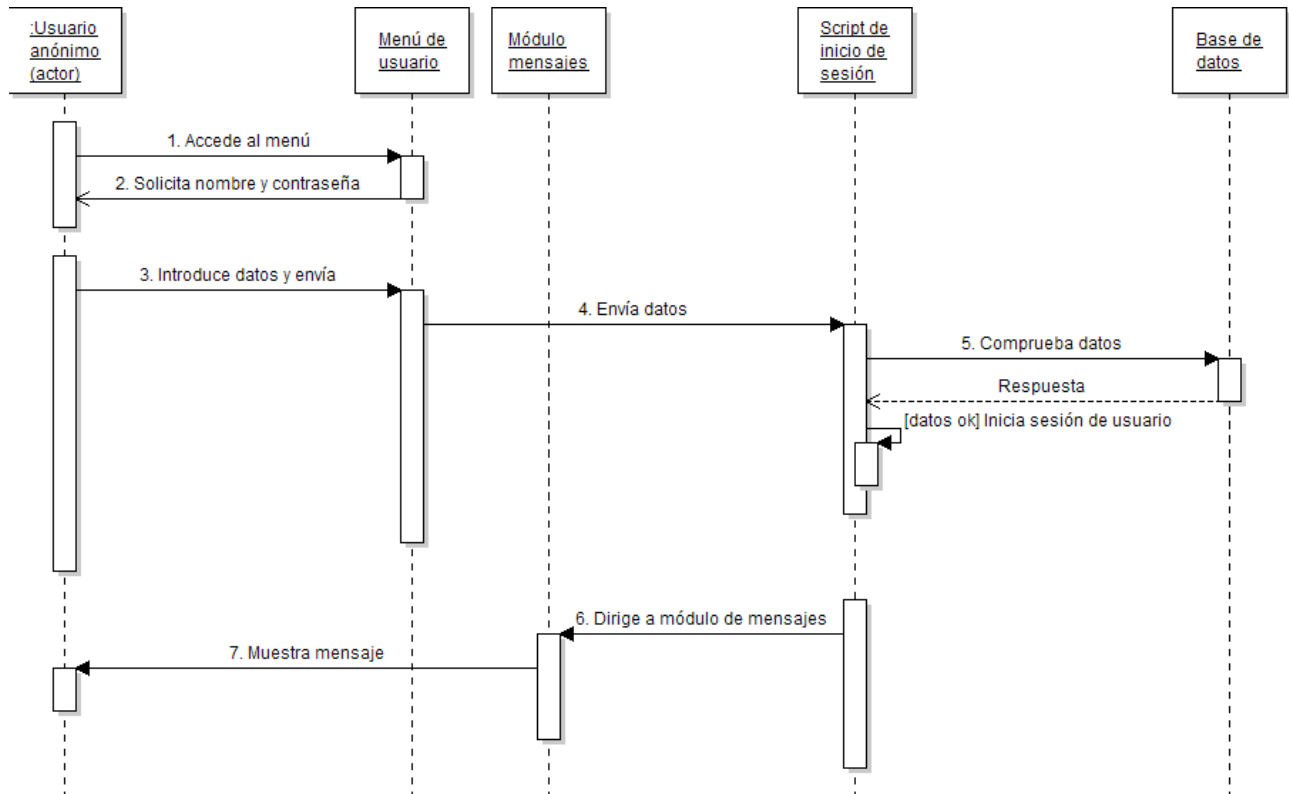 :Usuario
anónimo
(actor)
Menú de
usuario
Módulo
mensajes
Script de
inicio de
sesión
Base de
datos
1. Accede al menú
2. Solicita nombre y contraseña
3. Introduce datos y envía
4. Envía datos
5. Comprueba datos
Respuesta
[datos ok] Inicia sesión de usuario
6. Dirige a módulo de mensajes
7. Muestra mensaje